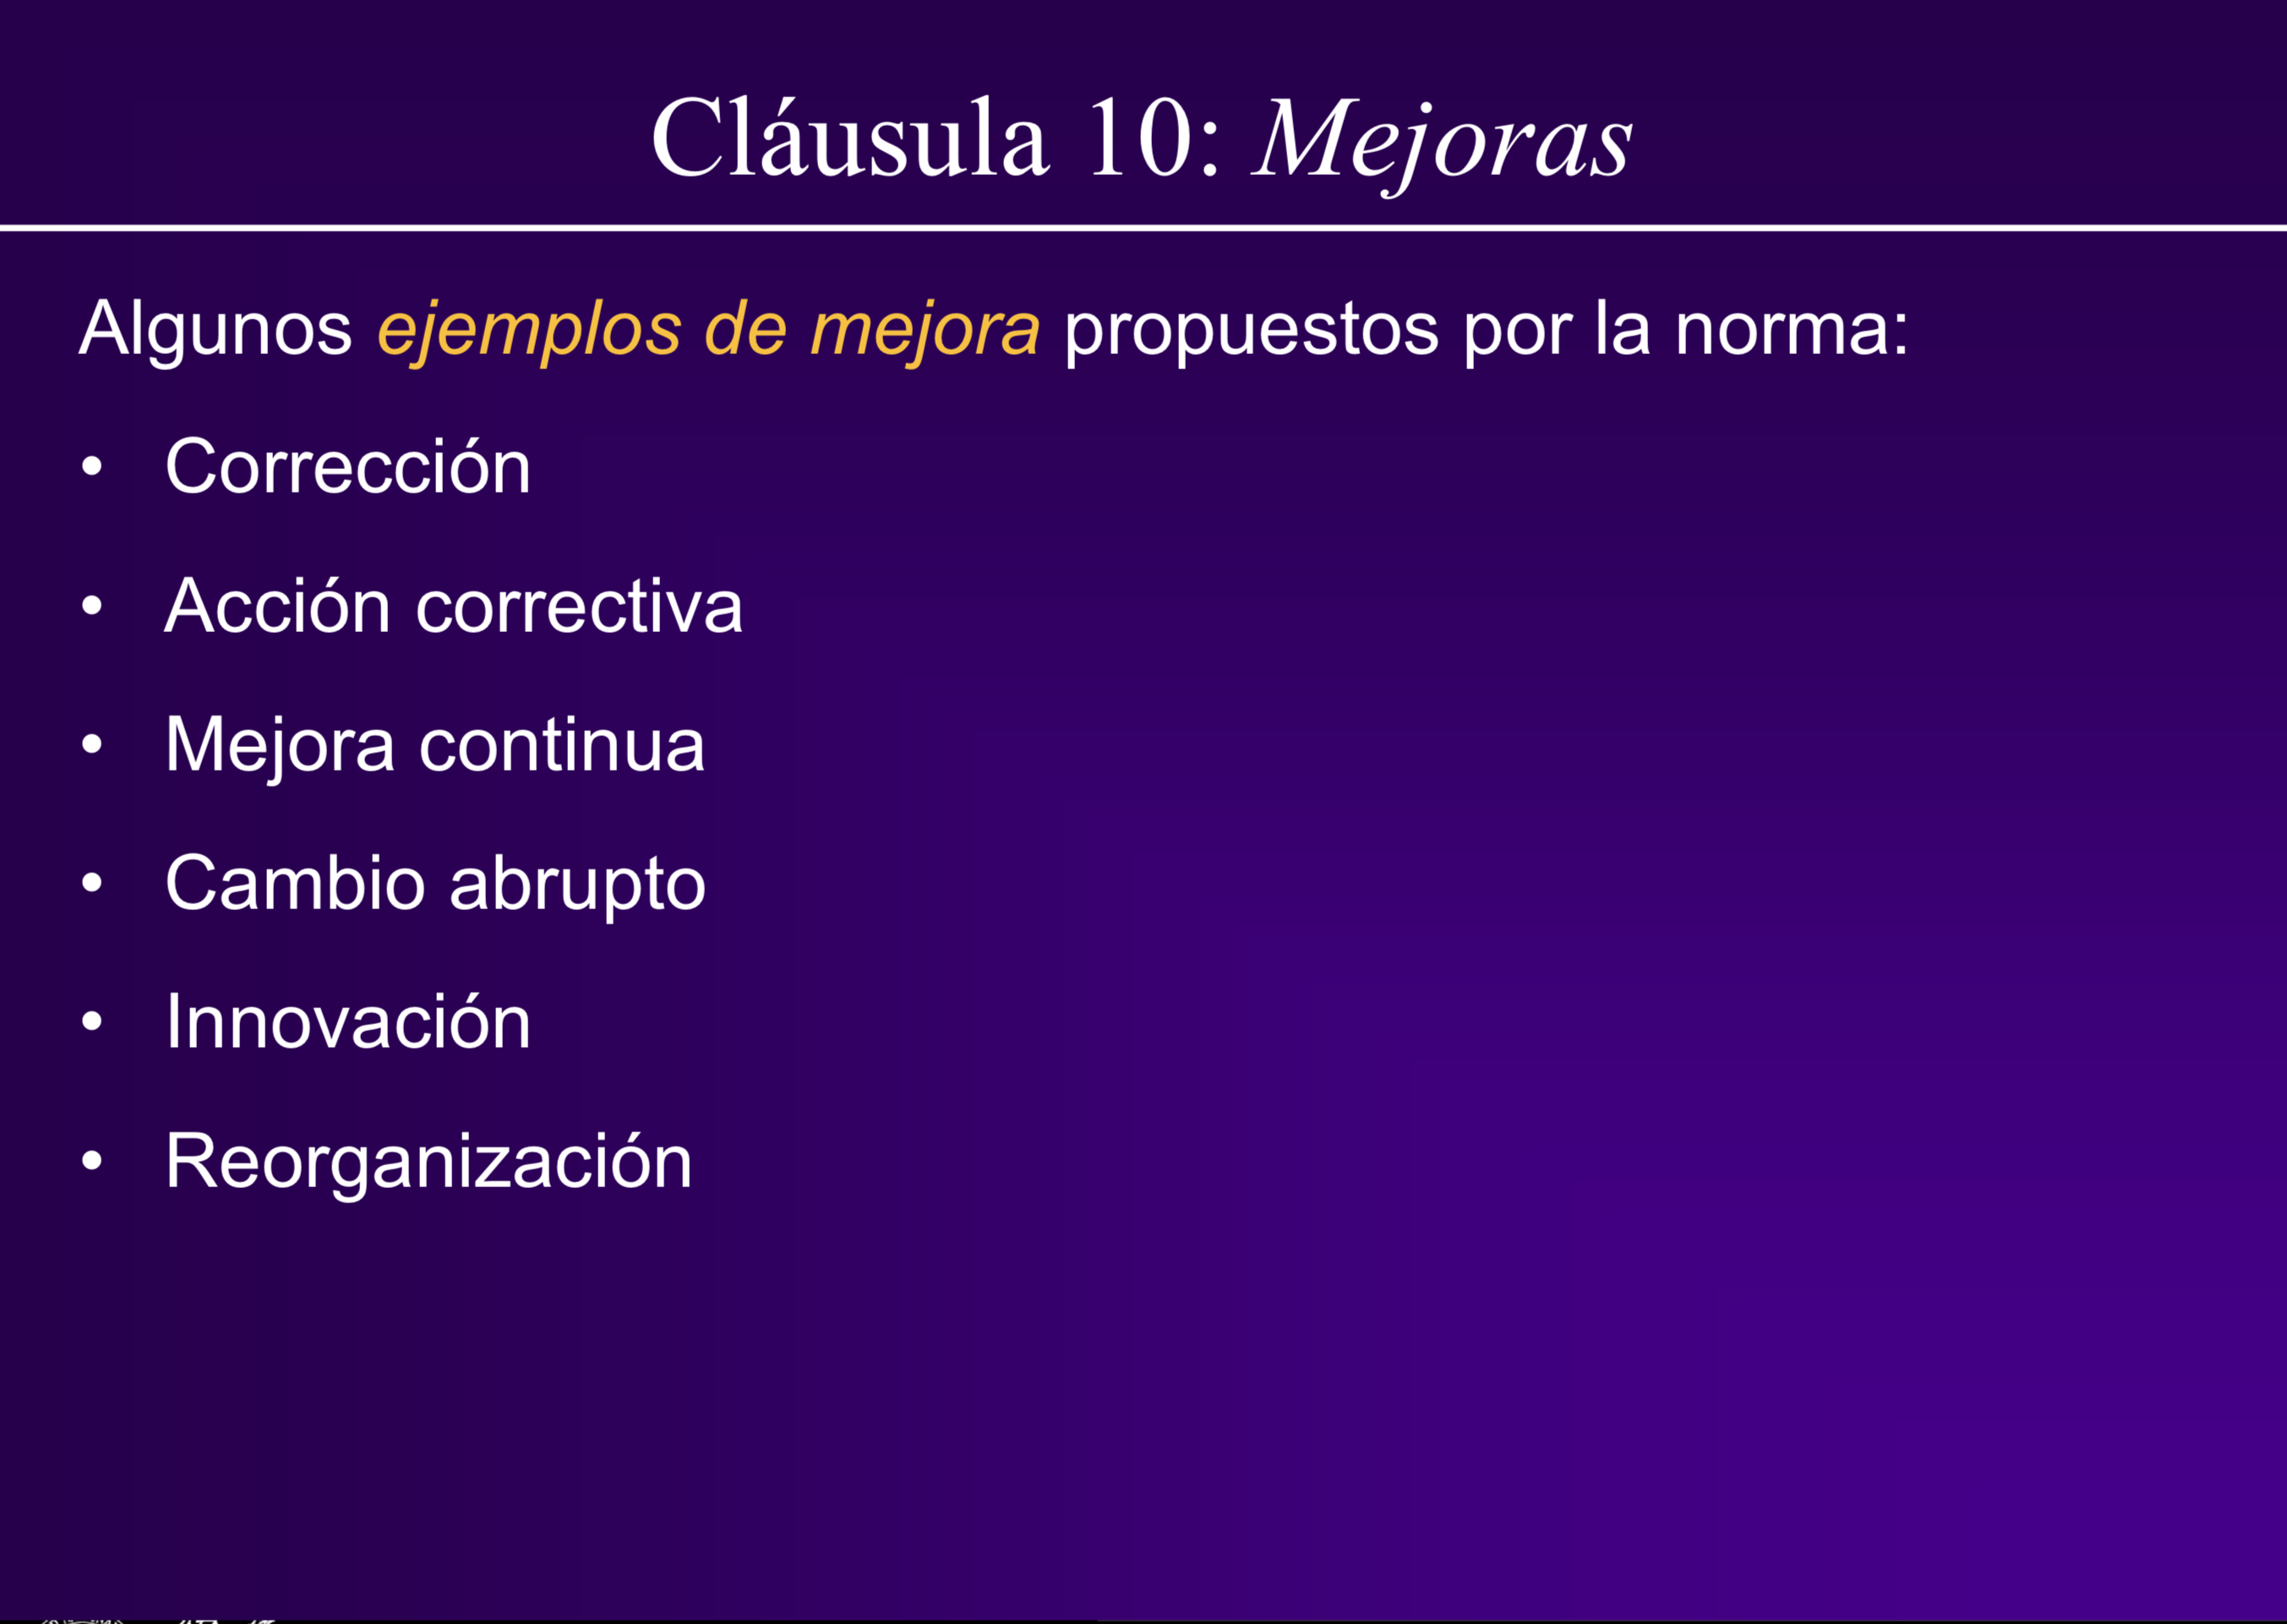 Cláusula 10: Mejoras
Algunos ejemplos de mejora propuestos por la norma:
• Corrección
• Acción correctiva
• Mejora continua
• Cambio abrupto
• Innovación
• Reorganización